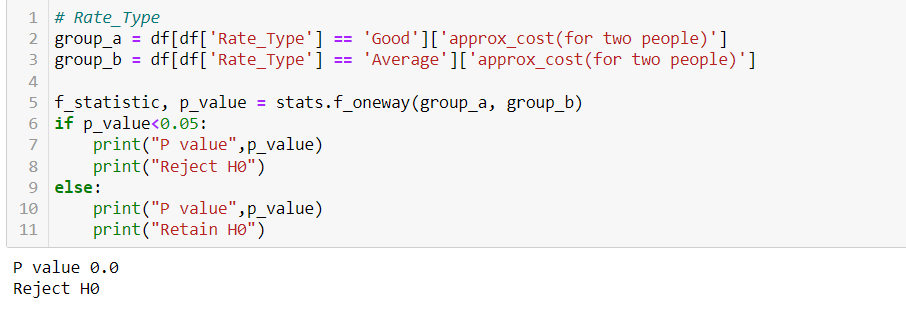 1 # Rate_Type
2 group_a = df[df['Rate_Type'] == 'Good']['approx_cost(for two people)']
3 group_b = df[df['Rate_Type'] == 'Average']['approx_cost(for two people)']
4
5 f_statistic, p_value = stats.f_oneway(group_a, group_b)
6 if p_value<0.05:
7     print("P value",p_value)
8     print("Reject H0")
9 else:
10     print("P value",p_value)
11     print("Retain H0")
P value 0.0
Reject H0